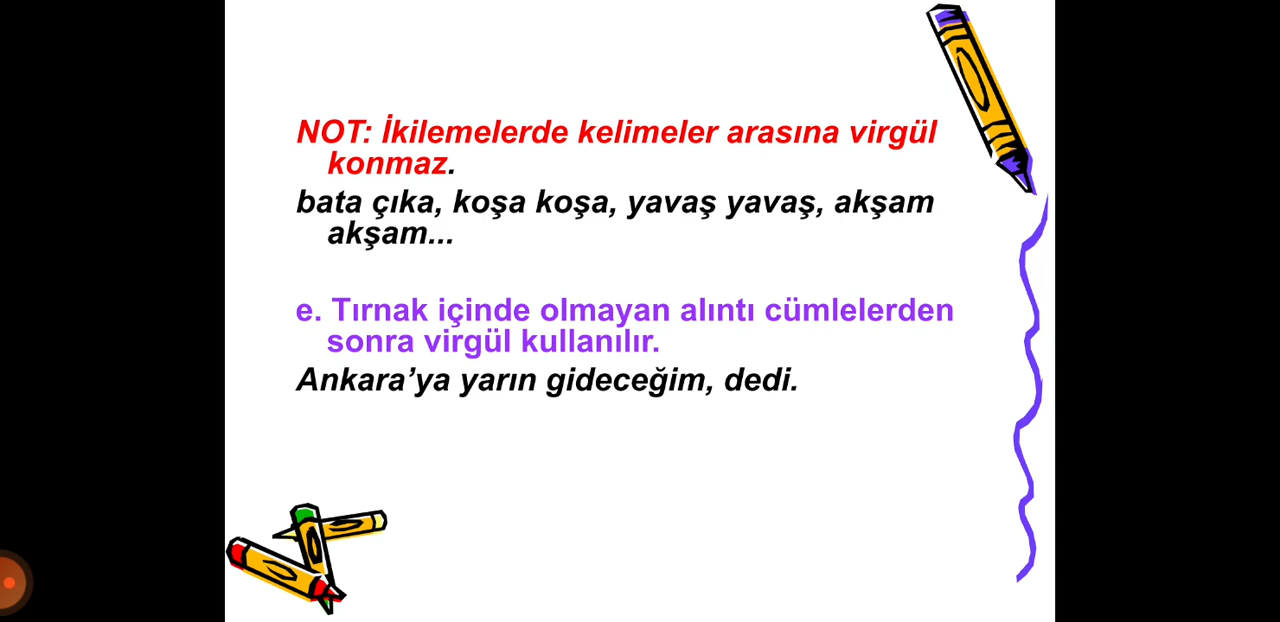 NOT: İkilemelerde kelimeler arasına virgül
konmaz.
bata çıka, koşa koşa, yavaş yavaş, akşam
akşam...
e. Tırnak içinde olmayan alıntı cümlelerden
sonra virgül kullanılır.
Ankara’ya yarın gideceğim, dedi.